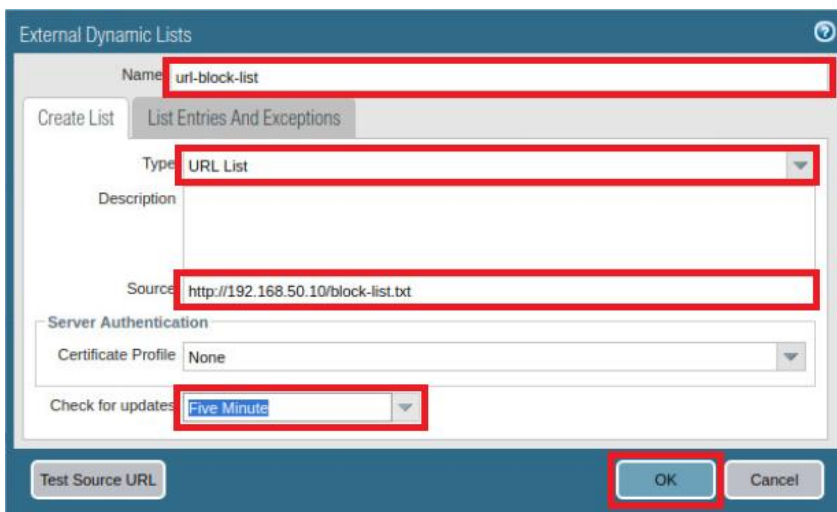 External Dynamic Lists
Name url-block-list
Create List List Entries And Exceptions
Type URL List
Description
Source http://192.168.50.10/block-list.txt
Server Authentication
Certificate Profile None
Check for updates Five Minute
Test Source URL OK Cancel